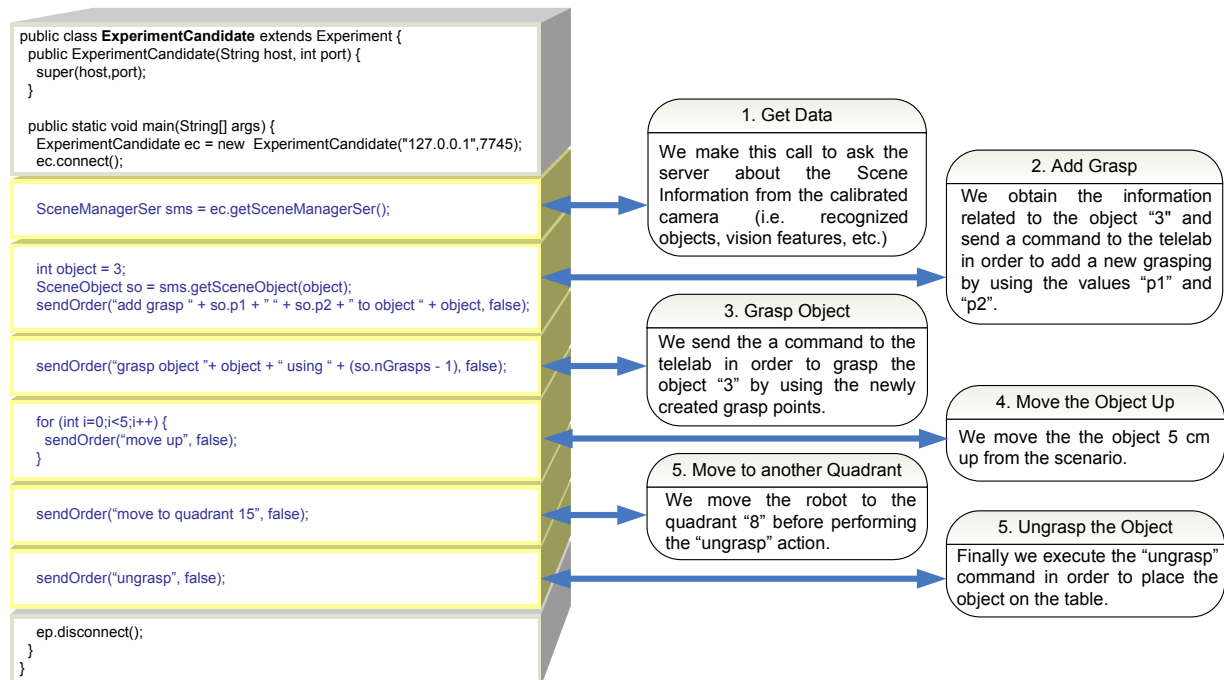 public class ExperimentCandidate extends Experiment {
public ExperimentCandidate(String host, int port) {
super(host,port);
}
public static void main(String[] args) {
ExperimentCandidate ec = new ExperimentCandidate("127.0.0.1",7745);
ec.connect();
SceneManagerSer sms = ec.getSceneManagerSer();
int object = 3;
SceneObject so = sms.getSceneObject(object);
sendOrder(“add grasp “ + so.p1 + ” “ + so.p2 + ” to object “ + object, false);
sendOrder(“grasp object ”+ object + “ using “ + (so.nGrasps - 1), false);
for (int i=0;i<5;i++) {
sendOrder(“move up”, false);
}
sendOrder(“move to quadrant 15”, false);
sendOrder(“ungrasp”, false);
ep.disconnect();
}
}
1. Get Data
We make this call to ask the
server about the Scene
Information from the calibrated
camera (i.e. recognized
objects, vision features, etc.)
2. Add Grasp
We obtain the information
related to the object “3" and
send a command to the telelab
in order to add a new grasping
by using the values “p1” and
“p2”.
3. Grasp Object
We send the a command to the
telelab in order to grasp the
object “3” by using the newly
created grasp points.
4. Move the Object Up
We move the the object 5 cm
up from the scenario.
5. Move to another Quadrant
We move the robot to the
quadrant “8” before performing
the “ungrasp” action.
5. Ungrasp the Object
Finally we execute the “ungrasp”
command in order to place the
object on the table.